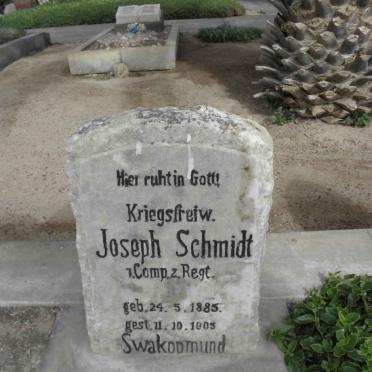 Hier ruht in Gott!
Kriegsfreiw.
Joseph Schmidt
1.Comp. 2. Regt.
geb. 24. 5. 1885.
gest. 11. 10. 1905
Swakopmund